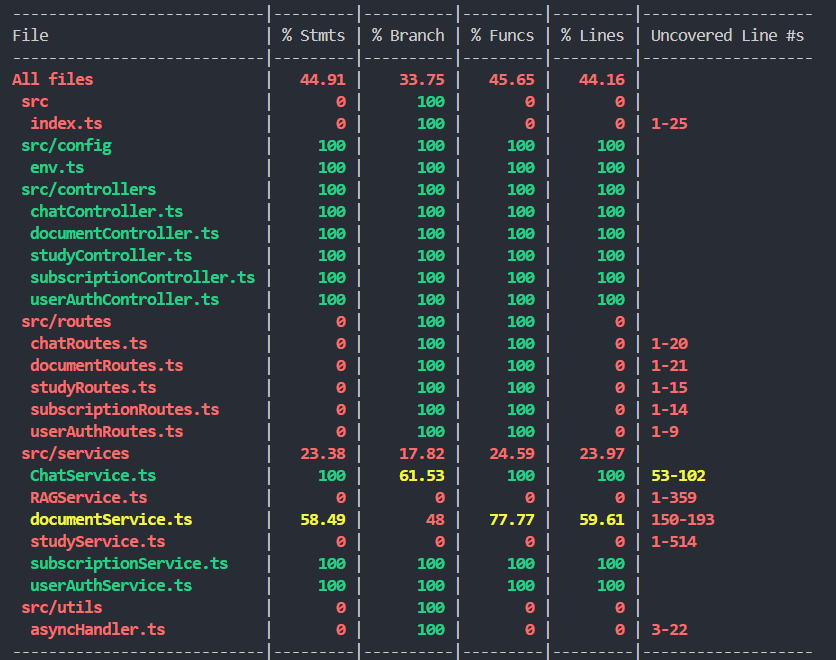 ---------------------------|---------|----------|---------|---------|-------------------
File                       | % Stmts | % Branch | % Funcs | % Lines | Uncovered Line #s
---------------------------|---------|----------|---------|---------|-------------------
All files                  |   44.91 |    33.75 |   45.65 |   44.16 |
 src                       |       0 |      100 |       0 |       0 |
  index.ts                 |       0 |      100 |       0 |       0 | 1-25
 src/config                |     100 |      100 |     100 |     100 |
  env.ts                   |     100 |      100 |     100 |     100 |
 src/controllers           |     100 |      100 |     100 |     100 |
  chatController.ts        |     100 |      100 |     100 |     100 |
  documentController.ts    |     100 |      100 |     100 |     100 |
  studyController.ts       |     100 |      100 |     100 |     100 |
  subscriptionController.ts |     100 |      100 |     100 |     100 |
  userAuthController.ts    |     100 |      100 |     100 |     100 |
 src/routes                |       0 |      100 |     100 |       0 |
  chatRoutes.ts            |       0 |      100 |     100 |       0 | 1-20
  documentRoutes.ts        |       0 |      100 |     100 |       0 | 1-21
  studyRoutes.ts           |       0 |      100 |     100 |       0 | 1-15
  subscriptionRoutes.ts    |       0 |      100 |     100 |       0 | 1-14
  userAuthRoutes.ts        |       0 |      100 |     100 |       0 | 1-9
 src/services              |   23.38 |    17.82 |   24.59 |   23.97 |
  ChatService.ts           |     100 |    61.53 |     100 |     100 | 53-102
  RAGService.ts            |       0 |        0 |       0 |       0 | 1-359
  documentService.ts       |   58.49 |       48 |   77.77 |   59.61 | 150-193
  studyService.ts          |       0 |        0 |       0 |       0 | 1-514
  subscriptionService.ts   |     100 |      100 |     100 |     100 |
  userAuthService.ts       |     100 |      100 |     100 |     100 |
 src/utils                 |       0 |      100 |       0 |       0 |
  asyncHandler.ts          |       0 |      100 |       0 |       0 | 3-22
---------------------------|---------|----------|---------|---------|-------------------